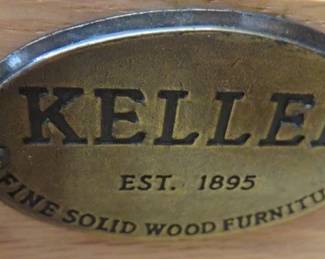 KELLE
EST. 1895
FINE SOLID WOOD FURNITU